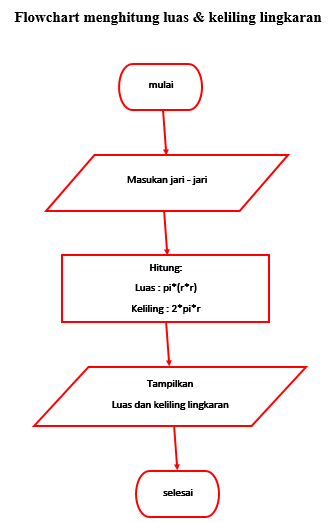 Flowchart menghitung luas & keliling lingkaran
mulai
Masukan jari - jari
Hitung:
Luas : pi*(r*r)
Keliling : 2*pi*r
Tampilkan
Luas dan keliling lingkaran
selesai